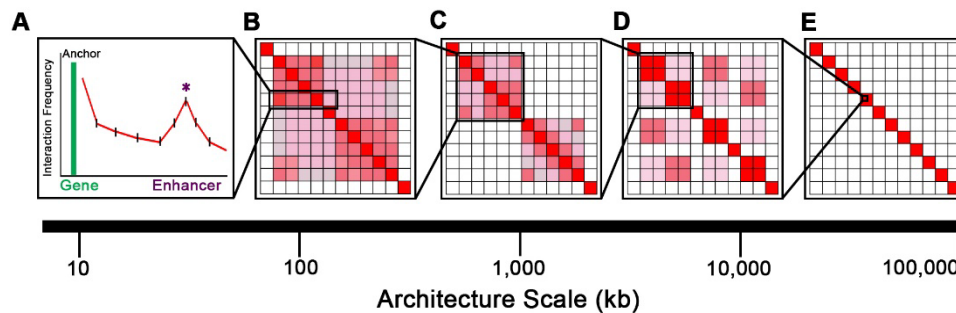 A B C D E
Anchor
Interaction Frequency
*
Gene Enhancer
10 100 1,000 10,000 100,000
Architecture Scale (kb)